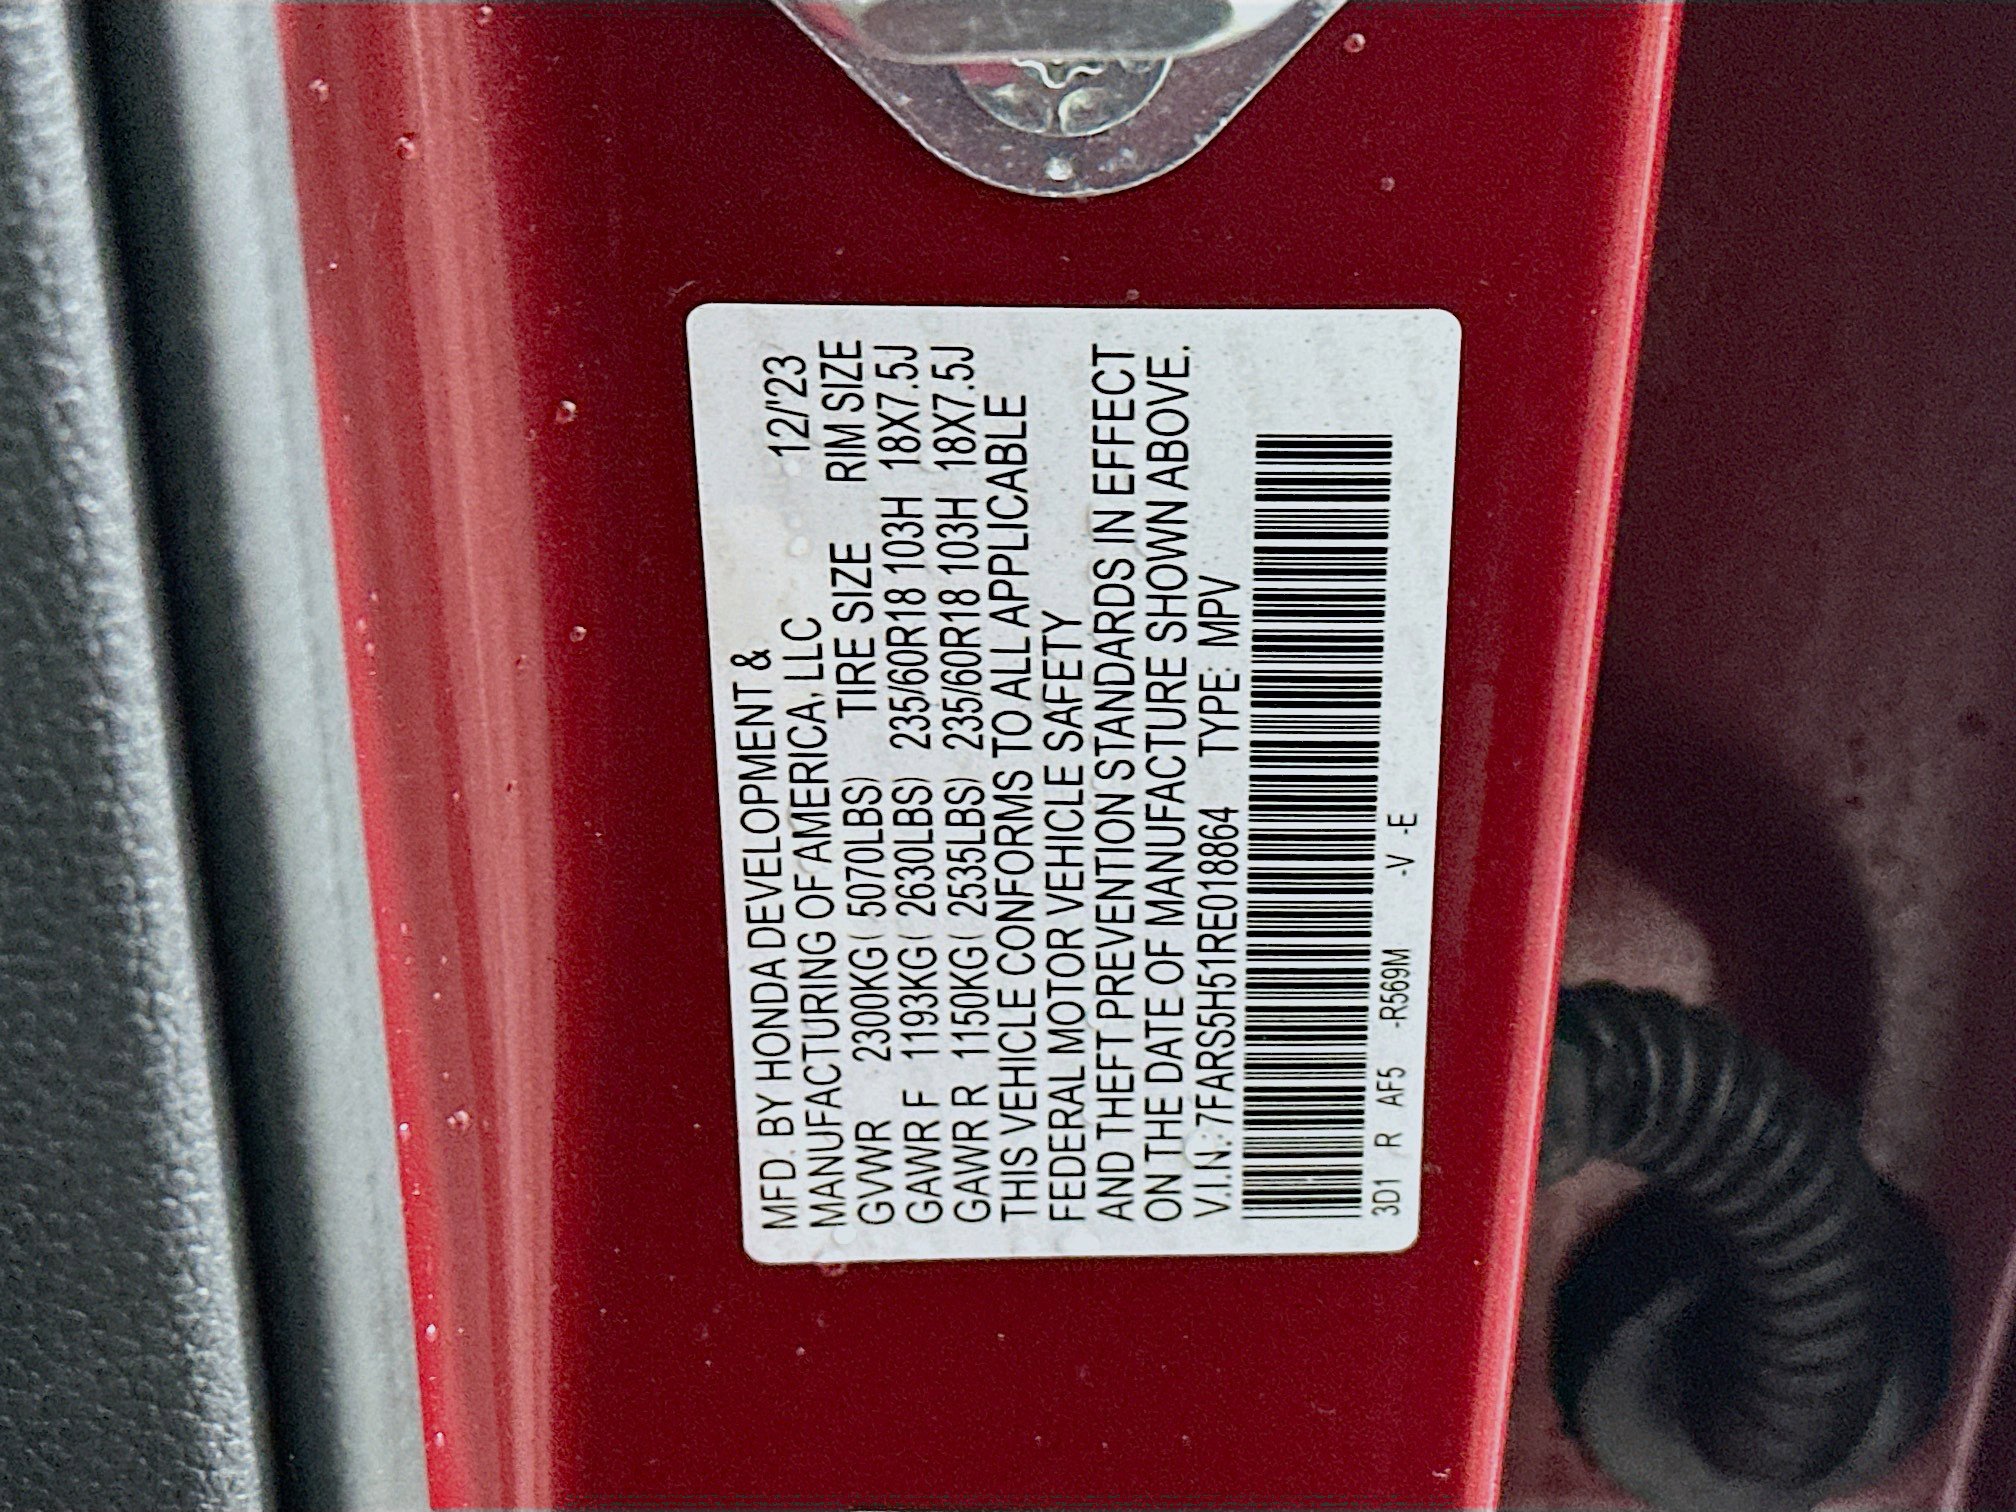 MFD. BY HONDA DEVELOPMENT &
MANUFACTURING OF AMERICA, LLC 12/'23
GVWR 2300KG( 5070LBS) TIRE SIZE RIM SIZE
GAWR F 1193KG( 2630LBS) 235/60R18 103H 18X7.5J
GAWR R 1150KG( 2535LBS) 235/60R18 103H 18X7.5J
THIS VEHICLE CONFORMS TO ALL APPLICABLE
FEDERAL MOTOR VEHICLE SAFETY
AND THEFT PREVENTION STANDARDS IN EFFECT
ON THE DATE OF MANUFACTURE SHOWN ABOVE.
V.I.N.: 7FARS5H51RE018864 TYPE: MPV
3D1 R AF5 -R569M -V -E